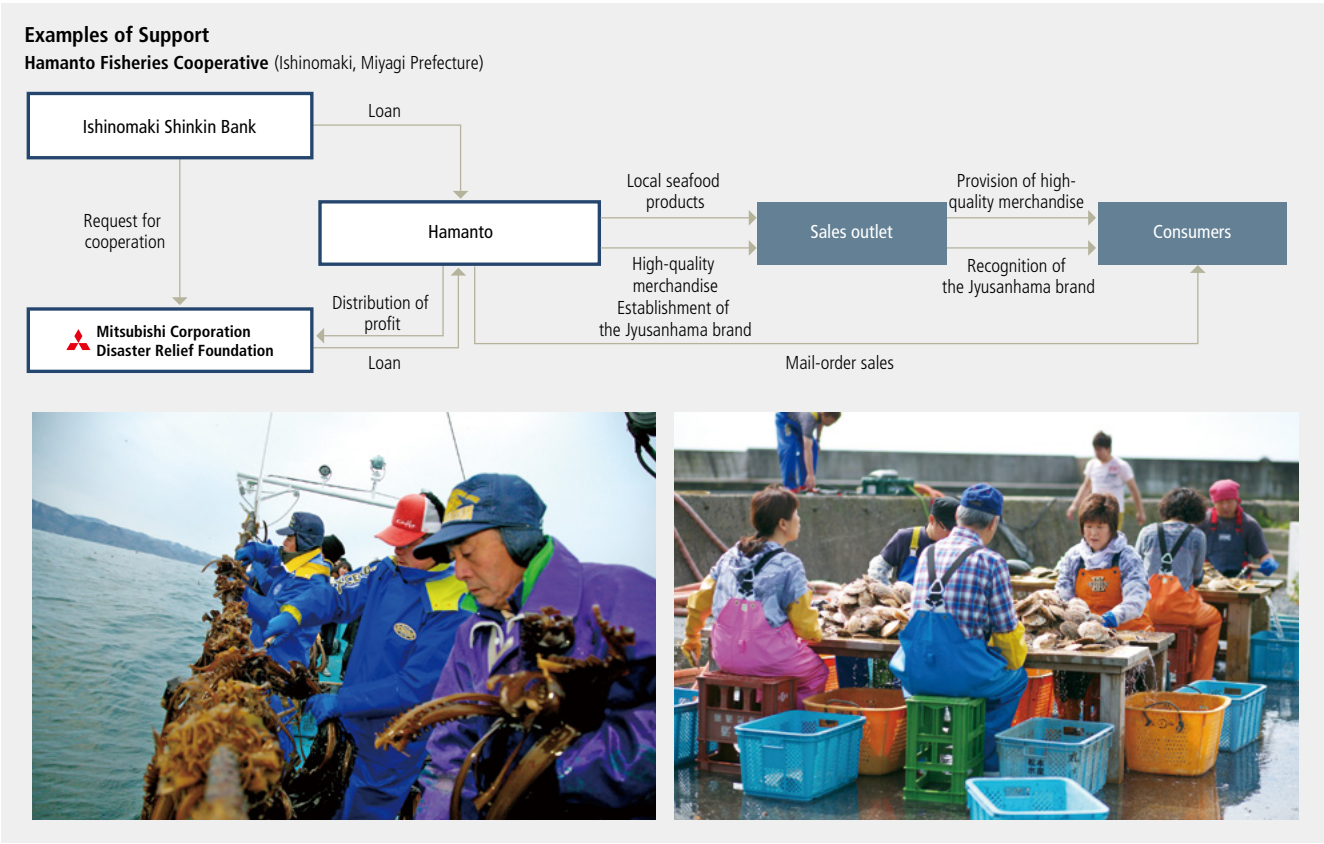 Examples of Support
Hamanto Fisheries Cooperative (Ishinomaki, Miyagi Prefecture)
Ishinomaki Shinkin Bank
Loan
Request for
cooperation
Hamanto
Local seafood
products
High-quality
merchandise
Establishment of
the Jyusanhama brand
Sales outlet
Provision of high-
quality merchandise
Recognition of
the Jyusanhama brand
Consumers
Distribution of
profit
Mitsubishi Corporation
Disaster Relief Foundation
Loan
Mail-order sales